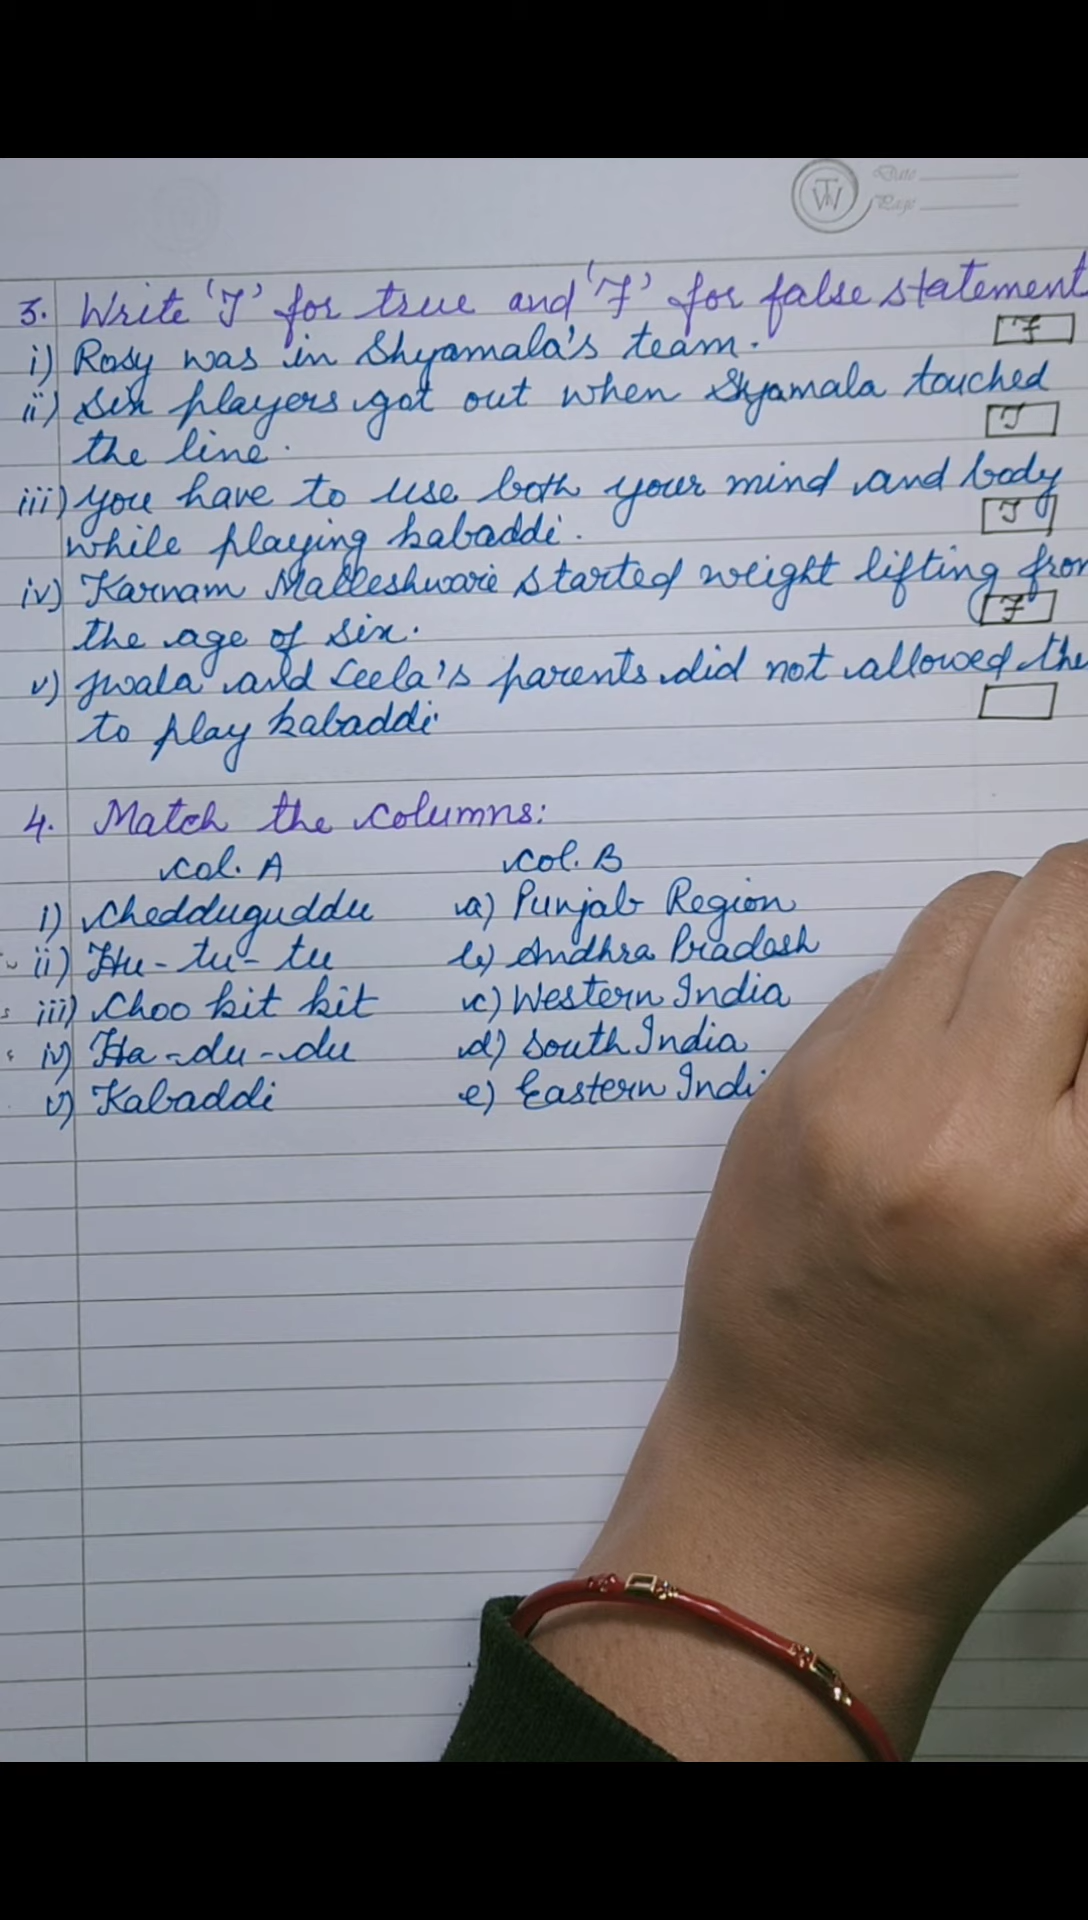 TW
Date
Page
3. Write 'T' for true and 'F' for false statement
i) Rosy was in Shyamala's team. F
ii) Six players got out when Shyamala touched
the line. T
iii) you have to use both your mind and body
while playing kabaddi. T
iv) Karnam Malleshwari started weight lifting from
the age of six. F
v) Jwala and Leela's parents did not allowed the
to play kabaddi
4. Match the columns:
col. A col. B
i) Chedduguddu a) Punjab Region
ii) Hu-tu-tu b) Andhra Pradesh
iii) Choo kit kit c) Western India
iv) Ha-du-du d) South India
v) Kabaddi e) Eastern Indi